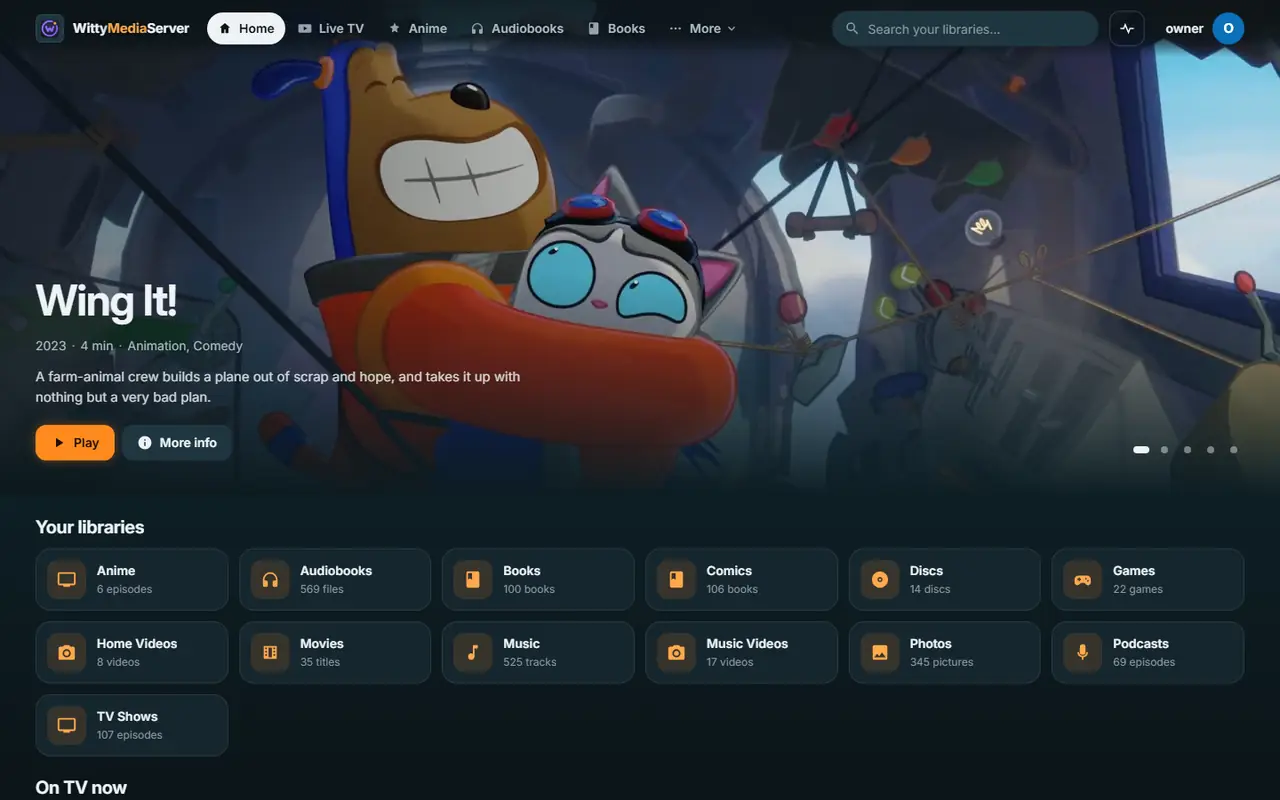 WittyMediaServer
Home
Live TV
Anime
Audiobooks
Books
More
Search your libraries...
owner
O
Wing It!
2023 · 4 min · Animation, Comedy
A farm-animal crew builds a plane out of scrap and hope, and takes it up with
nothing but a very bad plan.
Play
More info
Your libraries
Anime
6 episodes
Audiobooks
569 files
Books
100 books
Comics
106 books
Discs
14 discs
Games
22 games
Home Videos
8 videos
Movies
35 titles
Music
525 tracks
Music Videos
17 videos
Photos
345 pictures
Podcasts
69 episodes
TV Shows
107 episodes
On TV now